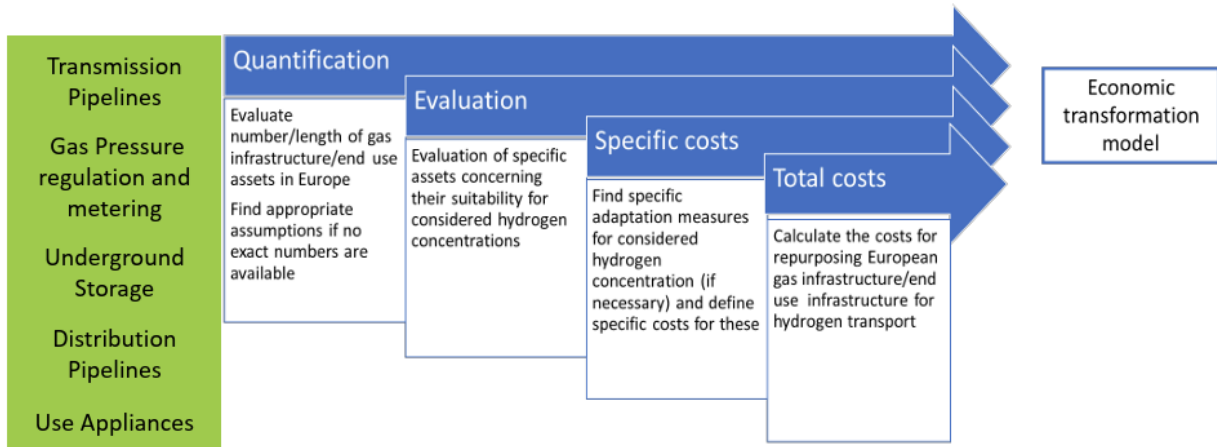 Transmission
Pipelines
Gas Pressure
regulation and
metering
Underground
Storage
Distribution
Pipelines
Use Appliances
Quantification
Evaluate
number/length of gas
infrastructure/end use
assets in Europe
Find appropriate
assumptions if no
exact numbers are
available
Evaluation
Evaluation of specific
assets concerning
their suitability for
considered hydrogen
concentrations
Specific costs
Find specific
adaptation measures
for considered
hydrogen
concentration (if
necessary) and define
specific costs for these
Total costs
Calculate the costs for
repurposing European
gas infrastructure/end
use infrastructure for
hydrogen transport
Economic
transformation
model